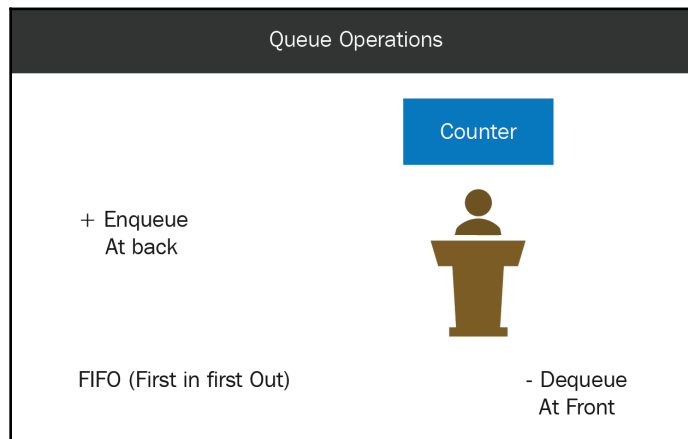 Queue Operations
Counter
+ Enqueue
At back
FIFO (First in first Out)
- Dequeue
At Front